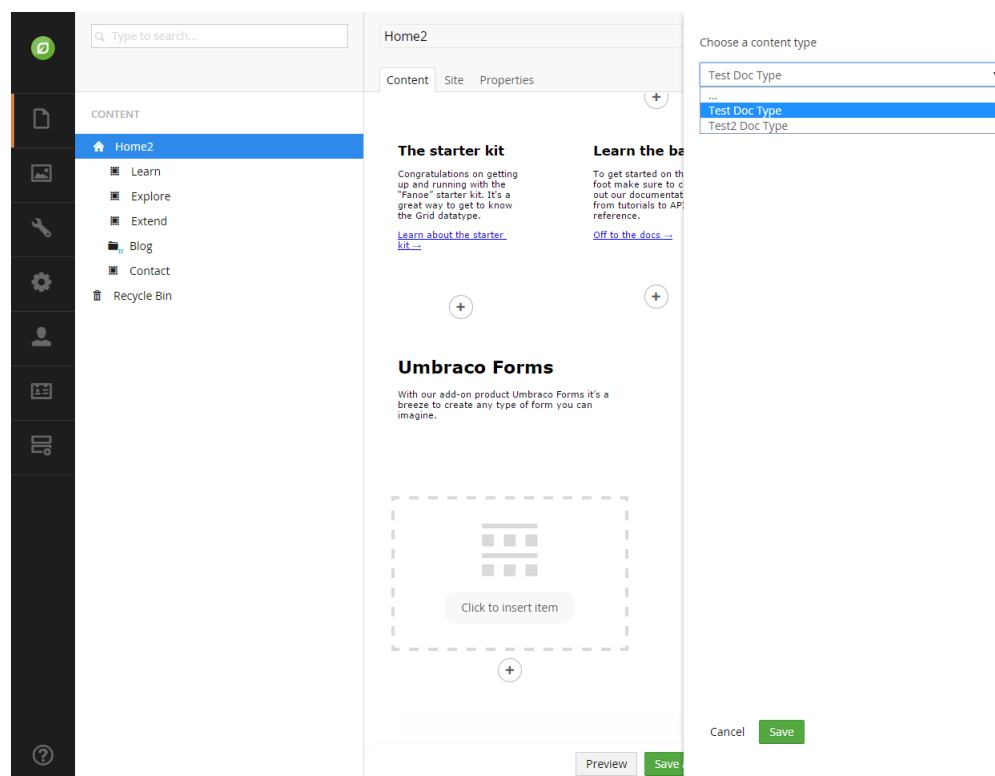 Type to search...
CONTENT
Home2
Learn
Explore
Extend
Blog
Contact
Recycle Bin
Home2
Content Site Properties
The starter kit
Congratulations on getting
up and running with the
"Fanoe" starter kit. It's a
great way to get to know
the Grid datatype.
Learn about the starter
kit →
Learn the ba
To get started on th
foot make sure to c
out our documentat
from tutorials to API
reference.
Off to the docs →
Umbraco Forms
With our add-on product Umbraco Forms it's a
breeze to create any type of form you can
imagine.
Click to insert item
Preview Save
Choose a content type
Test Doc Type
...
Test Doc Type
Test2 Doc Type
Cancel Save